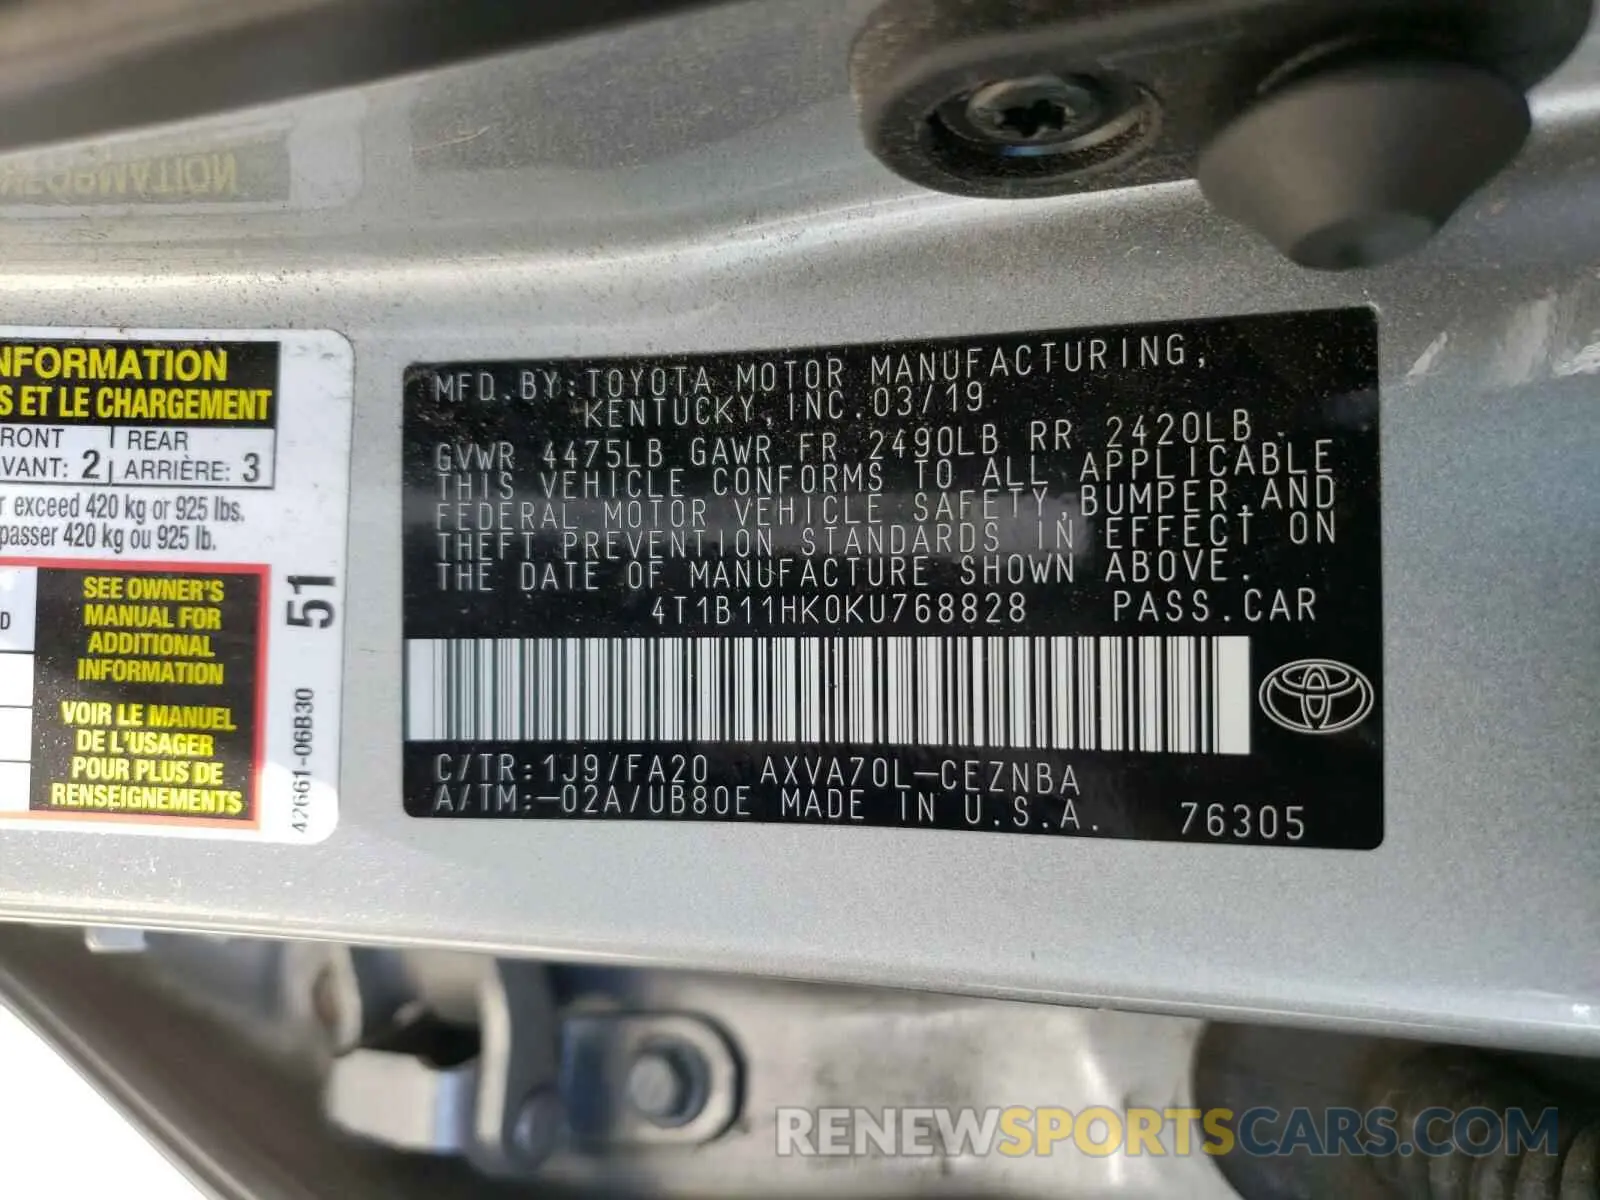 NFORMATION
S ET LE CHARGEMENT
RONT REAR
VANT: 2 ARRIÈRE: 3
r exceed 420 kg or 925 lbs.
passer 420 kg ou 925 lb.
D
SEE OWNER'S
MANUAL FOR
ADDITIONAL
INFORMATION
VOIR LE MANUEL
DE L'USAGER
POUR PLUS DE
RENSEIGNEMENTS
51
42661-06B30
MFD.BY:TOYOTA MOTOR MANUFACTURING,
KENTUCKY, INC.03/19
GVWR 4475LB GAWR FR 2490LB RR 2420LB.
THIS VEHICLE CONFORMS TO ALL APPLICABLE
FEDERAL MOTOR VEHICLE SAFETY,BUMPER,AND
THEFT PREVENTION STANDARDS IN EFFECT ON
THE DATE OF MANUFACTURE SHOWN ABOVE.
4T1B11HK0KU768828 PASS.CAR
C/TR:1J9/FA20 AXVA70L-CEZNBA
A/TM:-02A/UB80E MADE IN U.S.A. 76305
RENEWSPORTSCARS.COM